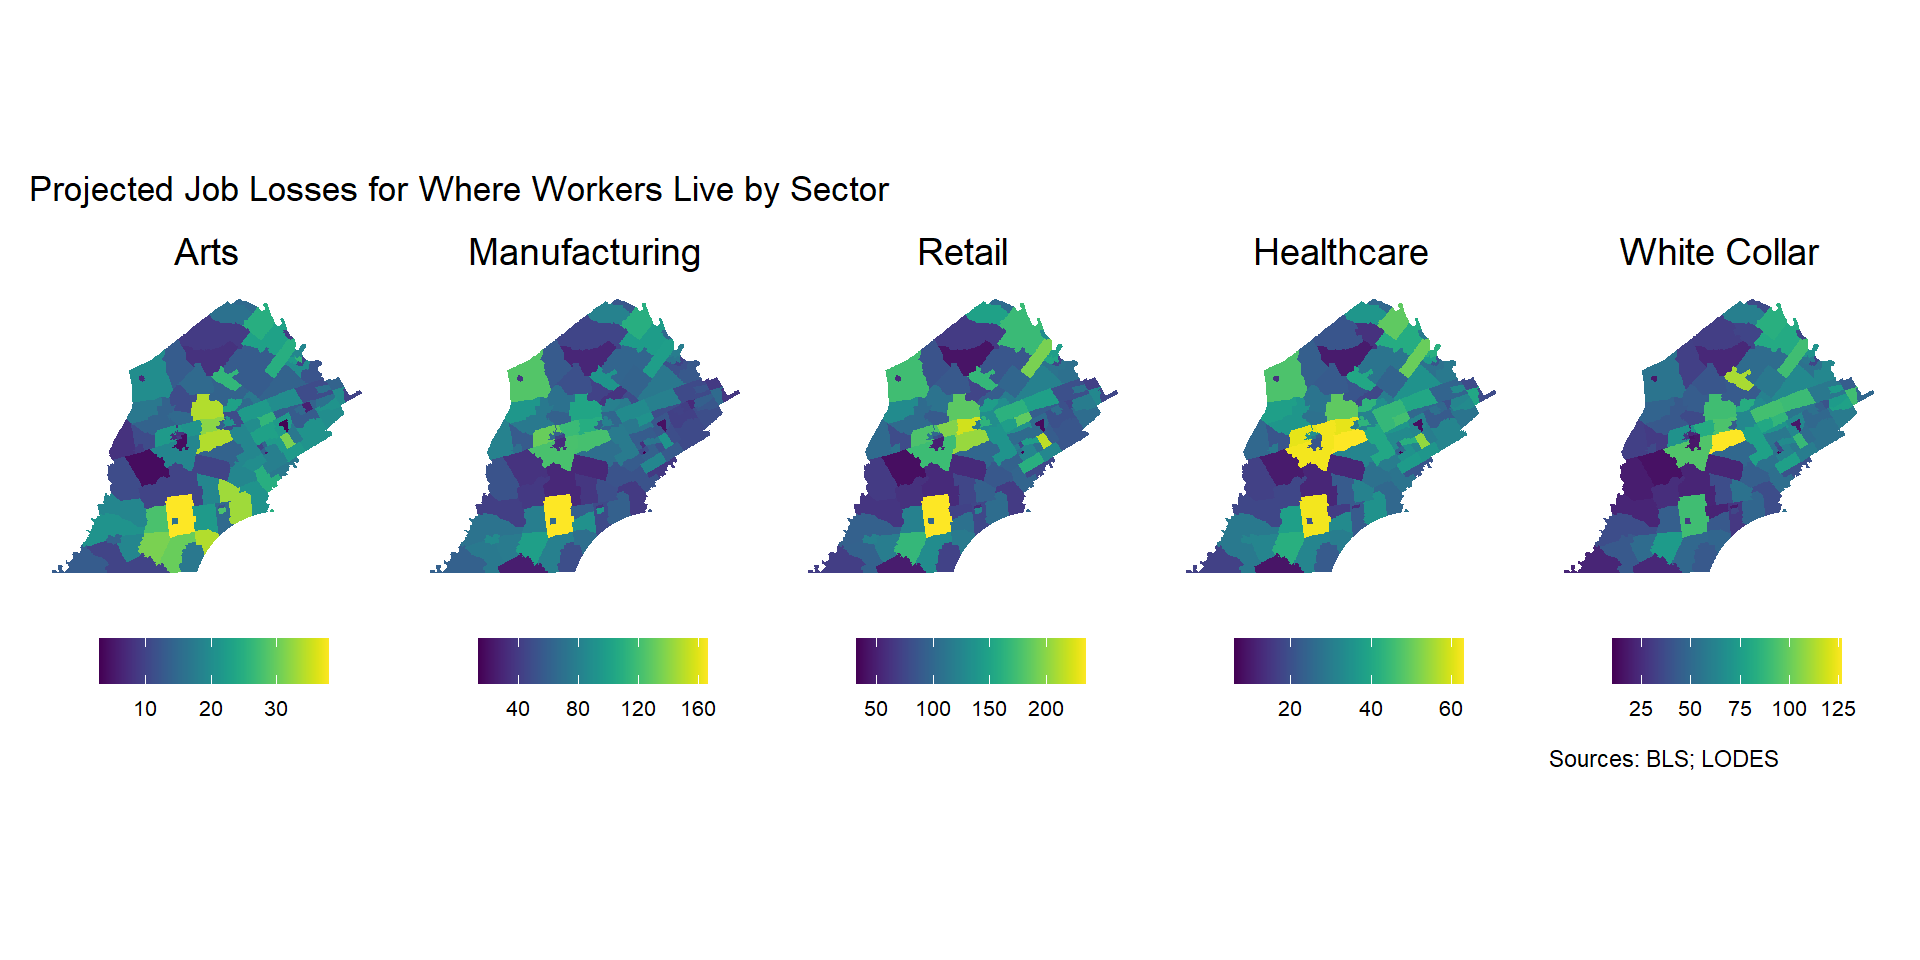 Projected Job Losses for Where Workers Live by Sector
Arts
Manufacturing
Retail
Healthcare
White Collar
10 20 30
40 80 120 160
50 100 150 200
20 40 60
25 50 75 100 125
Sources: BLS; LODES